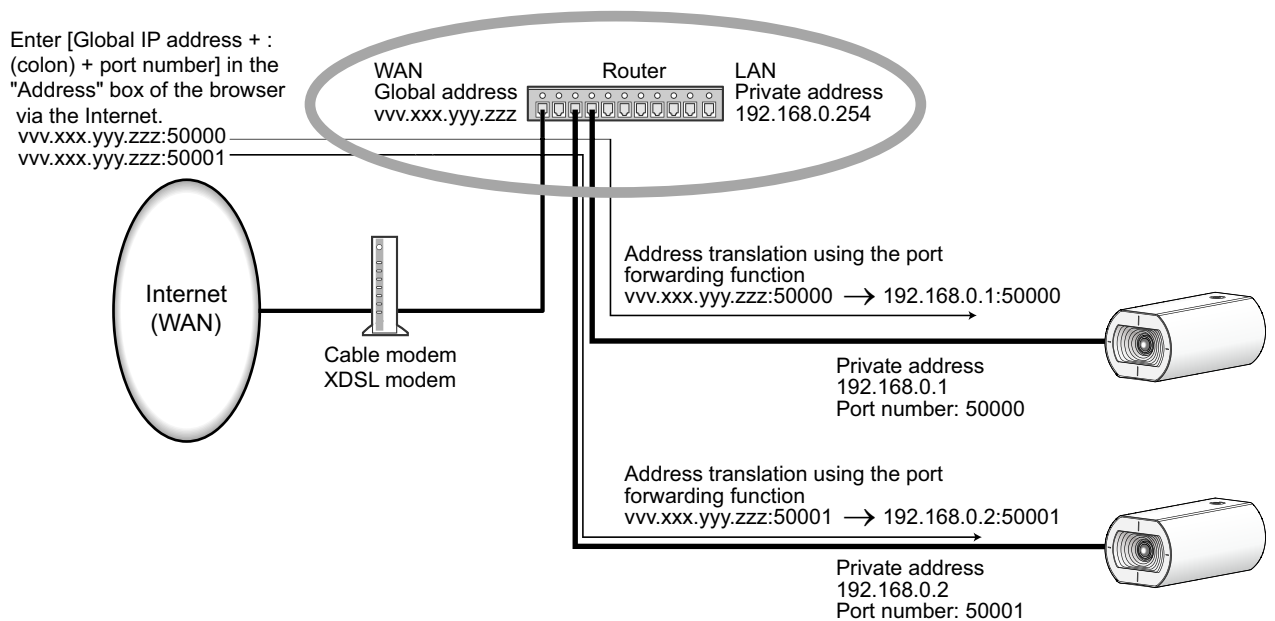 Enter [Global IP address + :
(colon) + port number] in the
"Address" box of the browser
via the Internet.
vvv.xxx.yyy.zzz:50000
vvv.xxx.yyy.zzz:50001
WAN
Global address
vvv.xxx.yyy.zzz
Router
LAN
Private address
192.168.0.254
Internet
(WAN)
Cable modem
XDSL modem
Address translation using the port
forwarding function
vvv.xxx.yyy.zzz:50000 → 192.168.0.1:50000
Private address
192.168.0.1
Port number: 50000
Address translation using the port
forwarding function
vvv.xxx.yyy.zzz:50001 → 192.168.0.2:50001
Private address
192.168.0.2
Port number: 50001